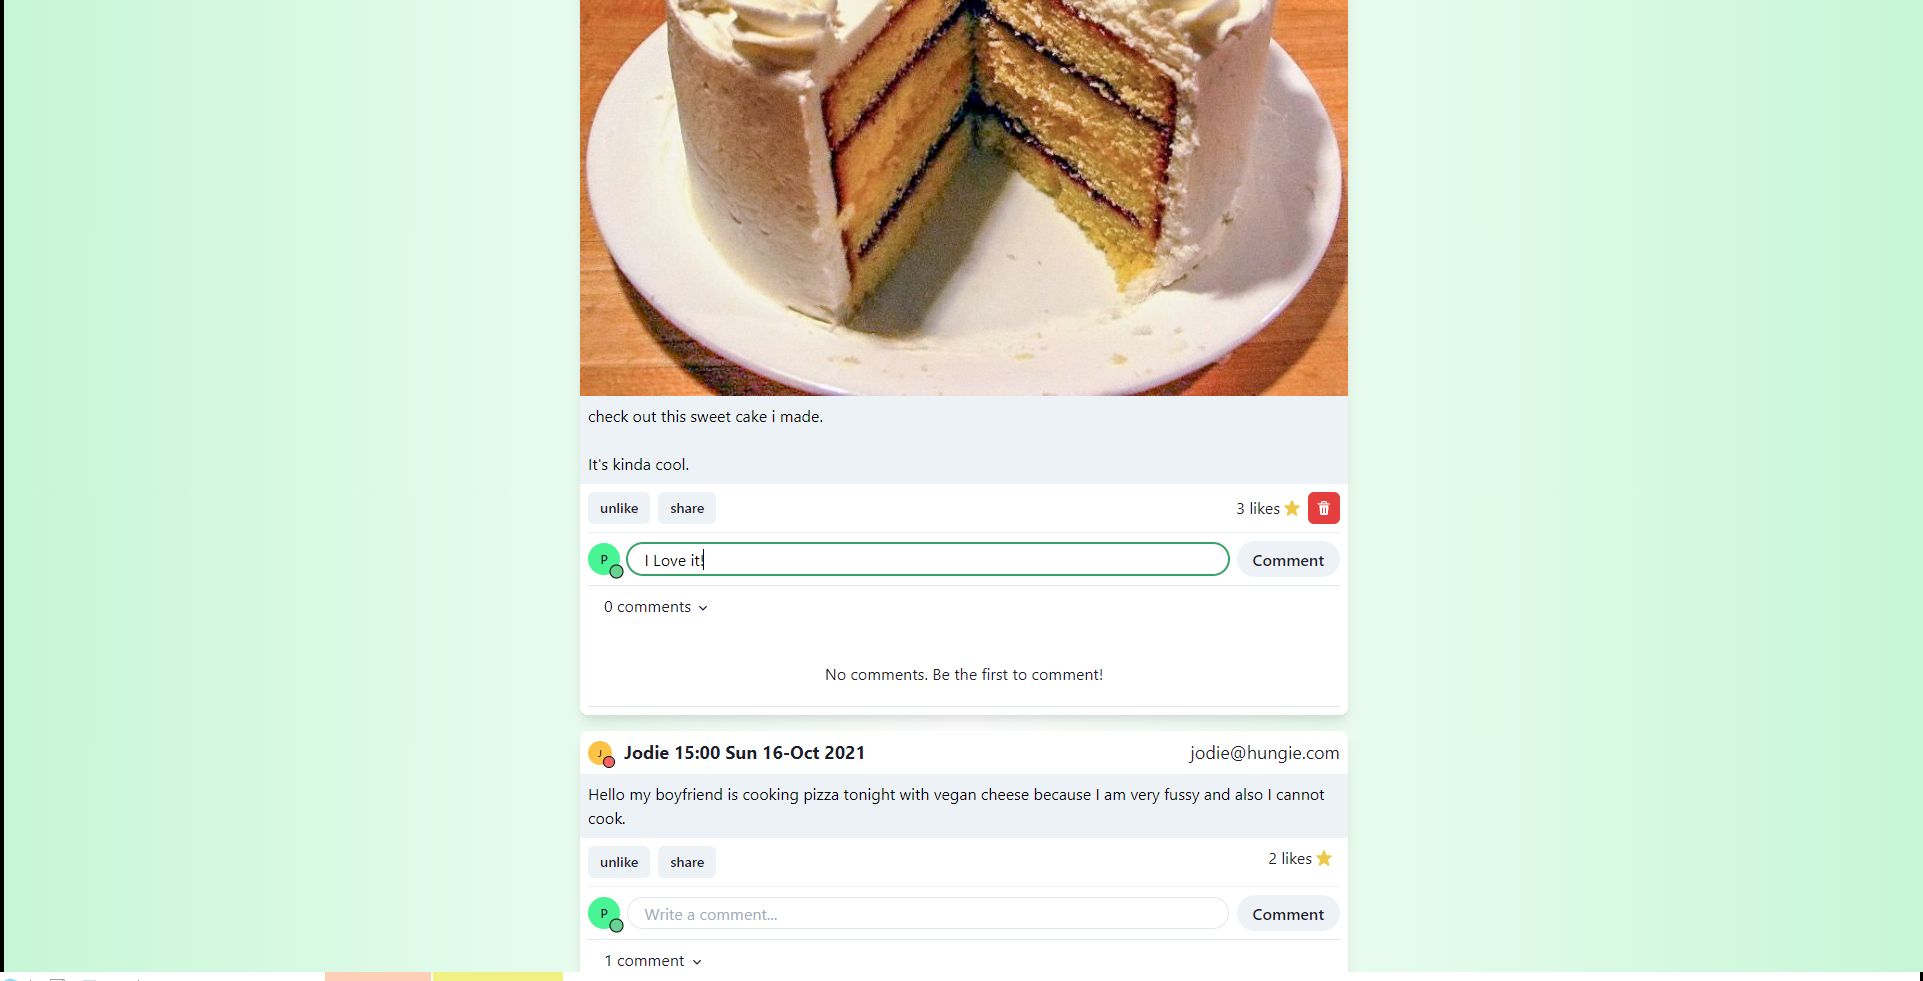 check out this sweet cake i made.
It's kinda cool.
unlike share 3 likes
P I Love it! Comment
0 comments
No comments. Be the first to comment!
J Jodie 15:00 Sun 16-Oct 2021 jodie@hungie.com
Hello my boyfriend is cooking pizza tonight with vegan cheese because I am very fussy and also I cannot
cook.
unlike share 2 likes
P Write a comment... Comment
1 comment